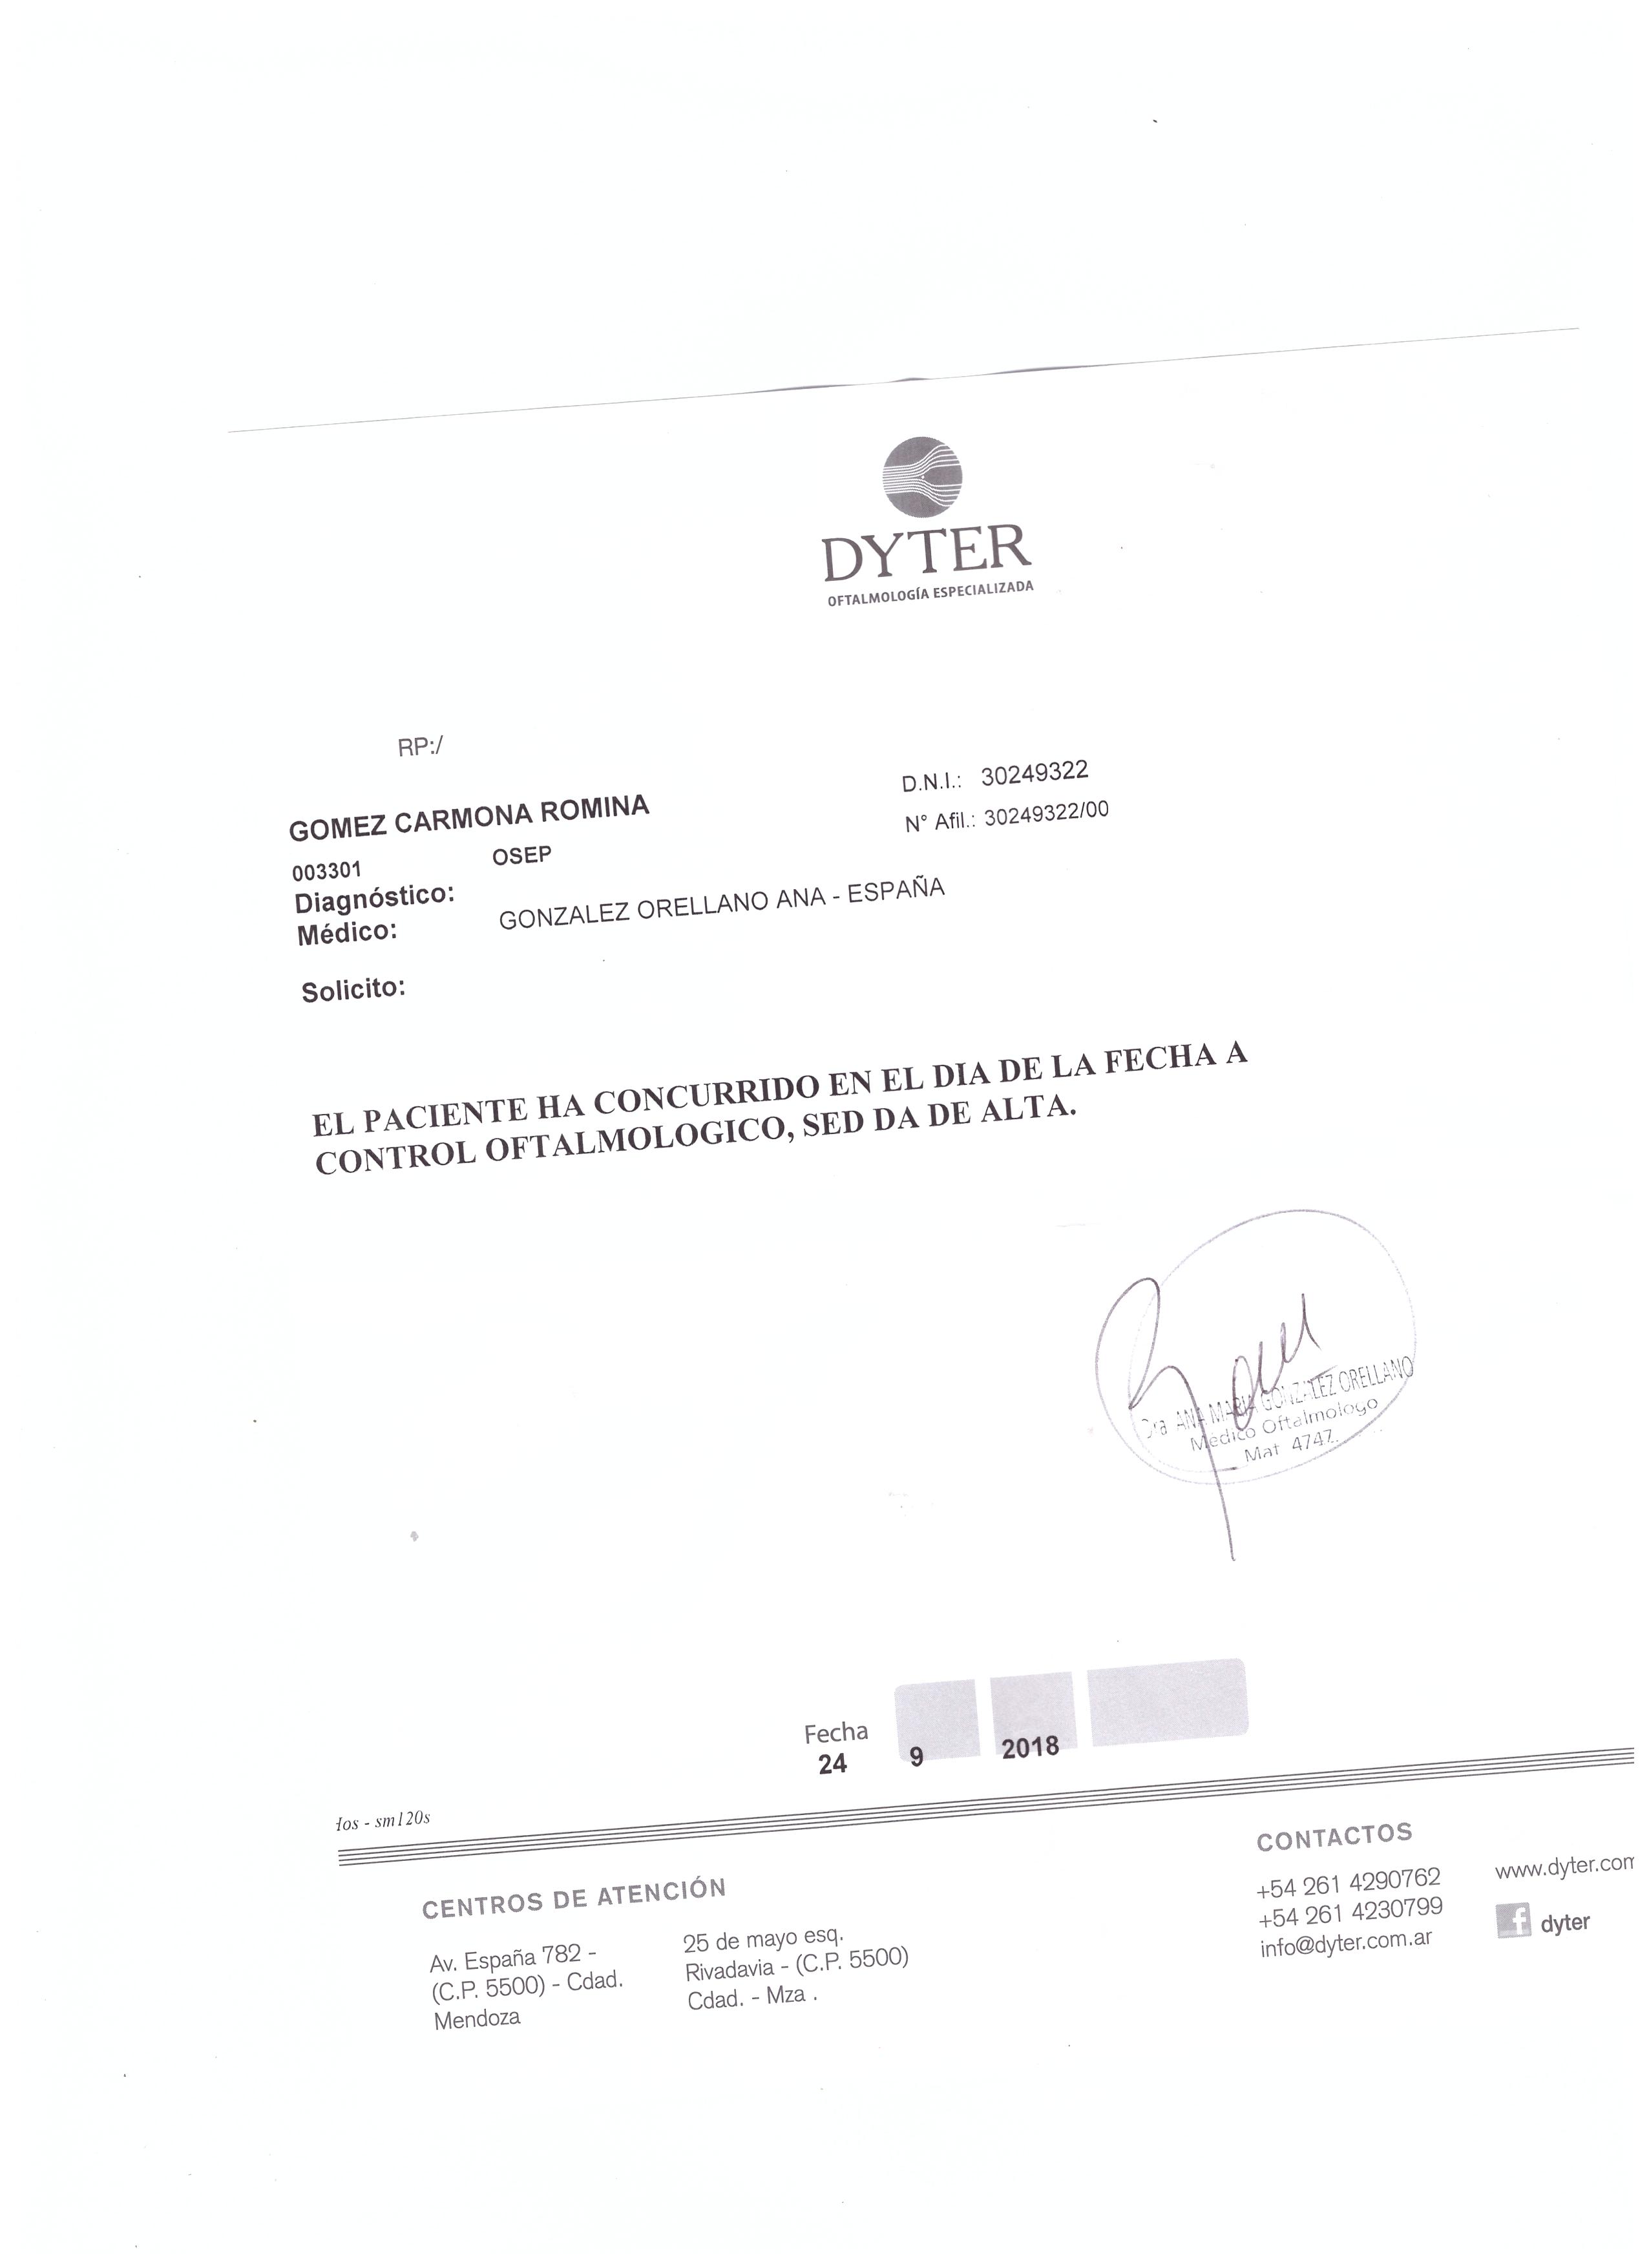 DYTER
OFTALMOLOGÍA ESPECIALIZADA
RP:/
GOMEZ CARMONA ROMINA
D.N.I.: 30249322
003301 OSEP
N° Afil.: 30249322/00
Diagnóstico:
Médico: GONZALEZ ORELLANO ANA - ESPAÑA
Solicito:
EL PACIENTE HA CONCURRIDO EN EL DIA DE LA FECHA A
CONTROL OFTALMOLOGICO, SED DA DE ALTA.
Dra ANA MARIA GONZALEZ ORELLANO
Medico Oftalmologo
Mat 4747
Fecha
24 9 2018
los - sm120s
CENTROS DE ATENCIÓN
Av. España 782 -
(C.P. 5500) - Cdad.
Mendoza
25 de mayo esq.
Rivadavia - (C.P. 5500)
Cdad. - Mza .
CONTACTOS
+54 261 4290762
+54 261 4230799
info@dyter.com.ar
www.dyter.com
dyter